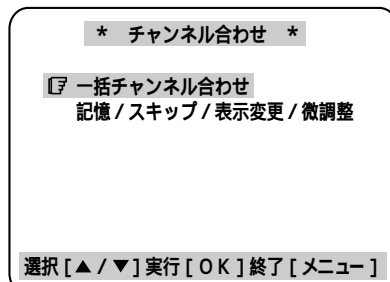 * チャンネル合わせ *
☞ 一括チャンネル合わせ
記憶 / スキップ / 表示変更 / 微調整
選択 [ ▲ / ▼ ] 実行 [ O K ] 終了 [ メニュー ]